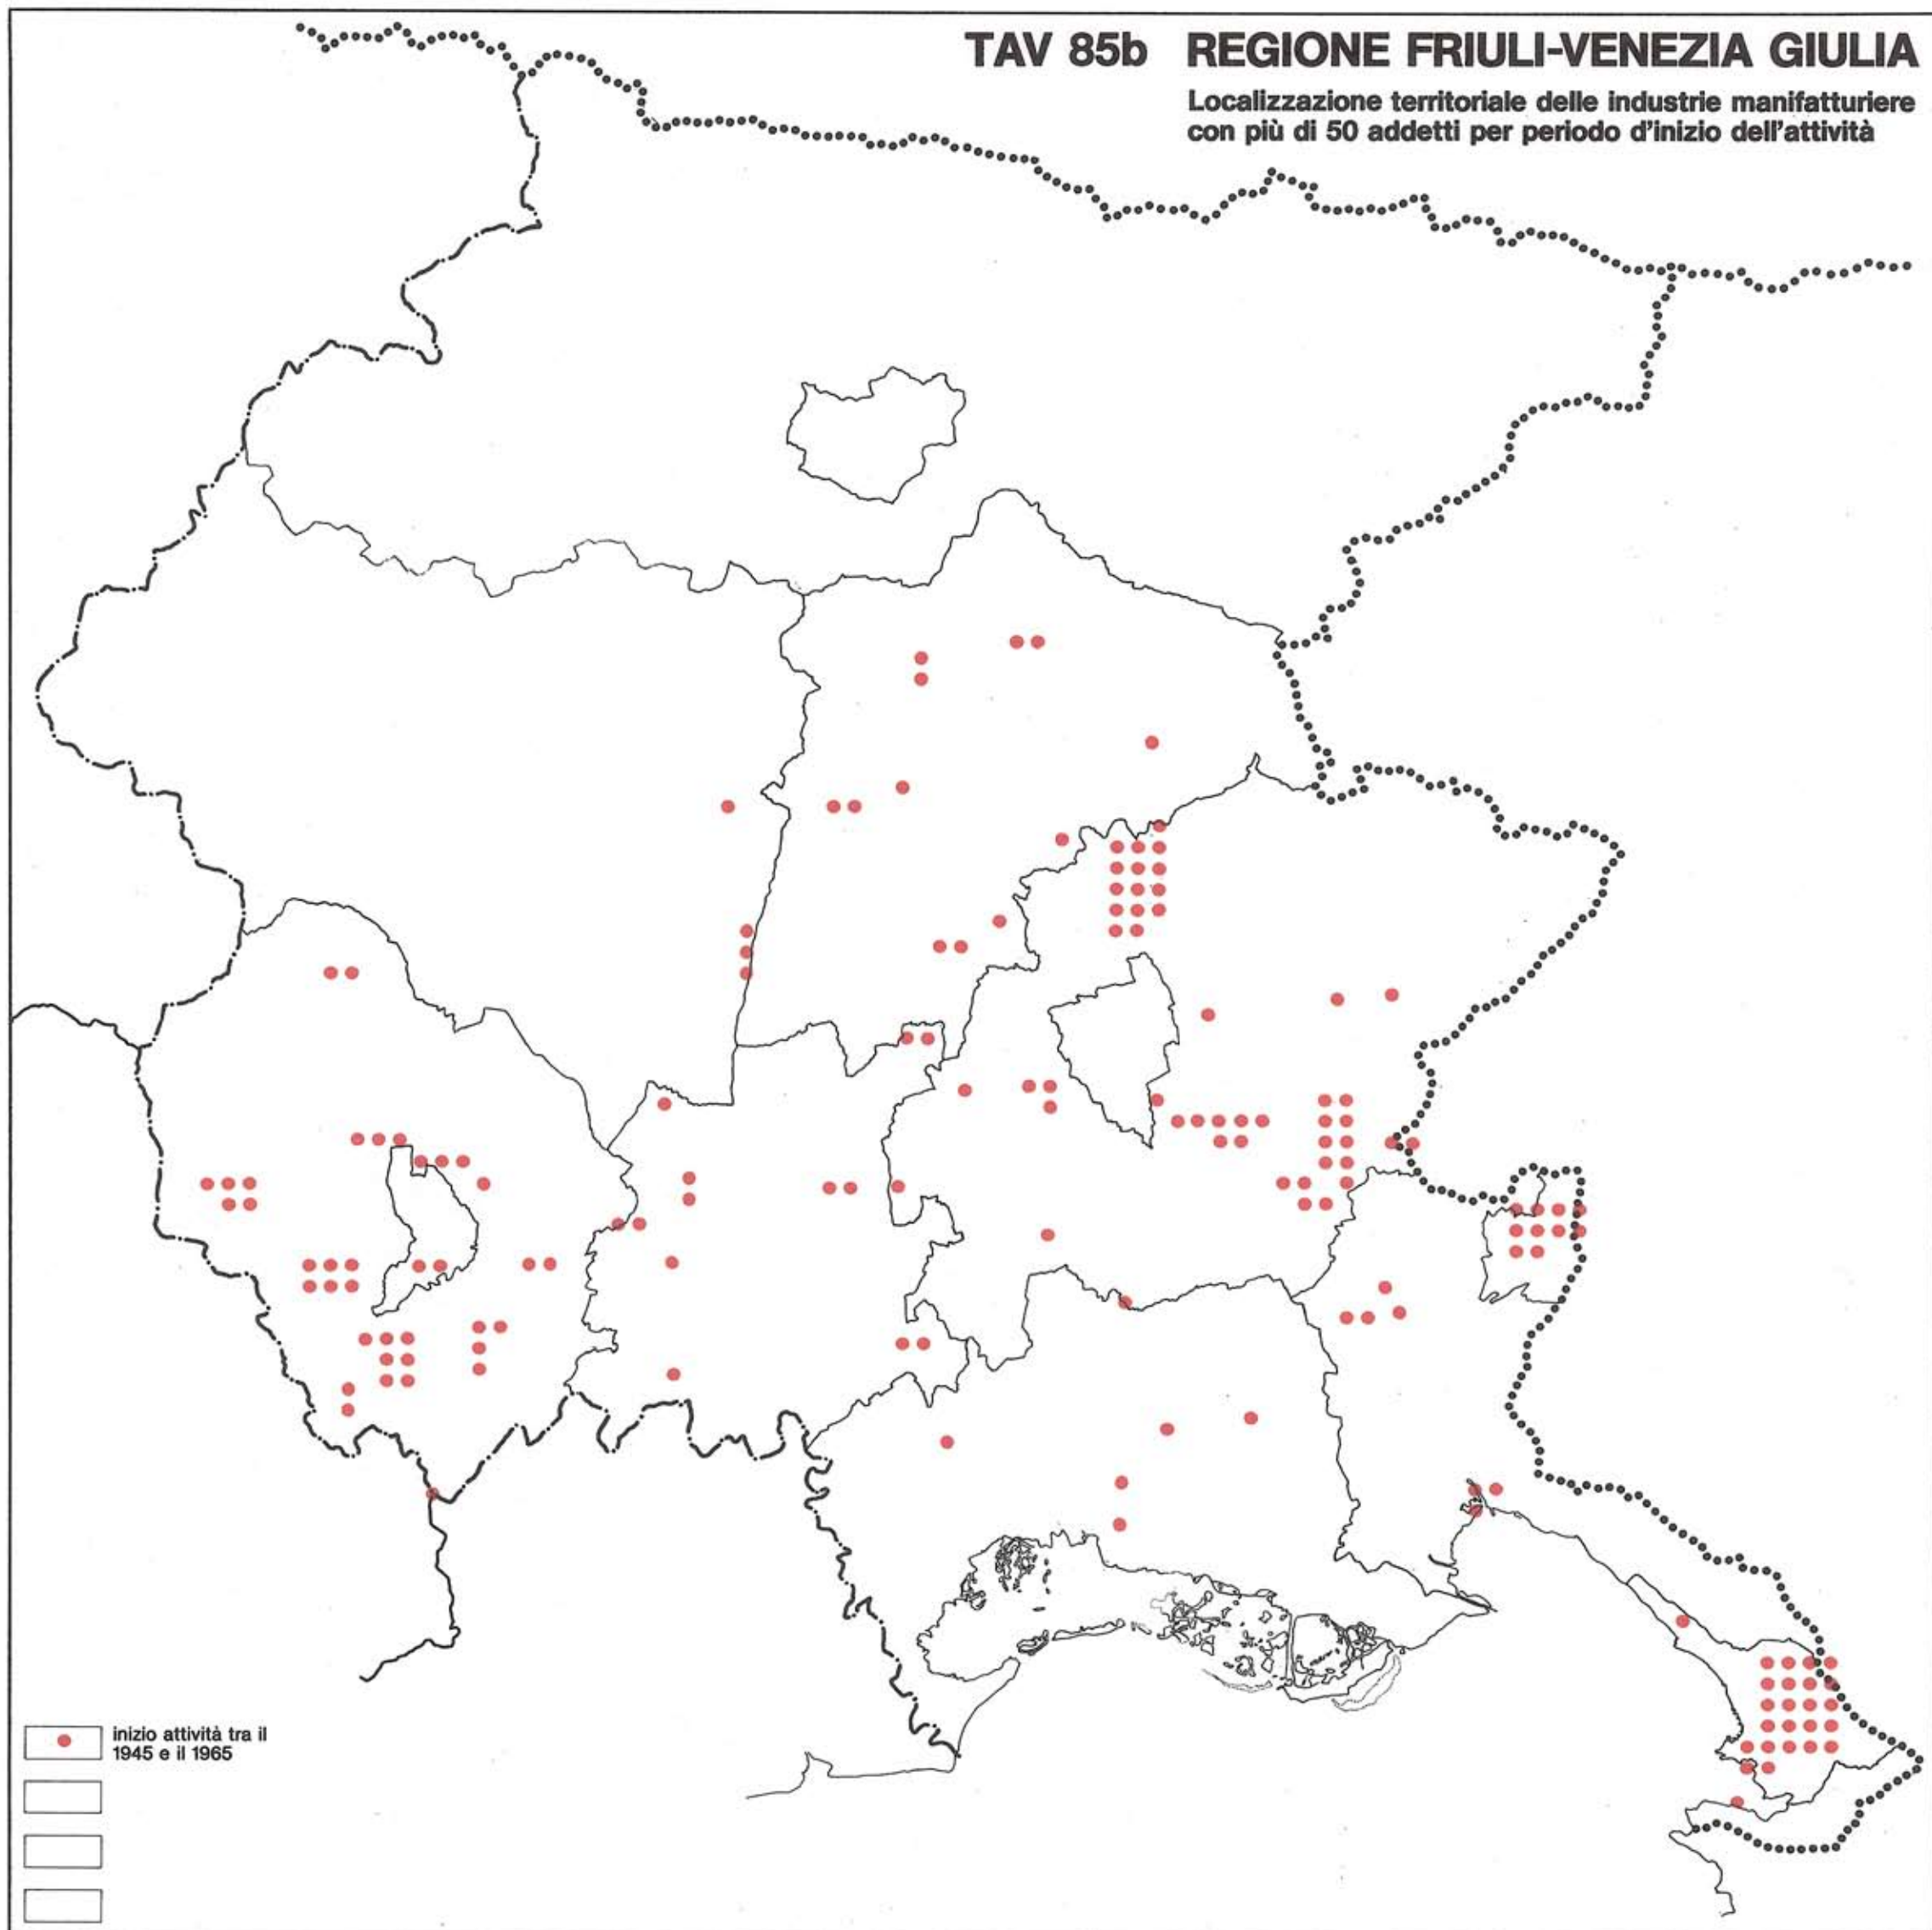 TAV 85b REGIONE FRIULI-VENEZIA GIULIA
Localizzazione territoriale delle industrie manifatturiere
con più di 50 addetti per periodo d'inizio dell'attività
inizio attività tra il
1945 e il 1965